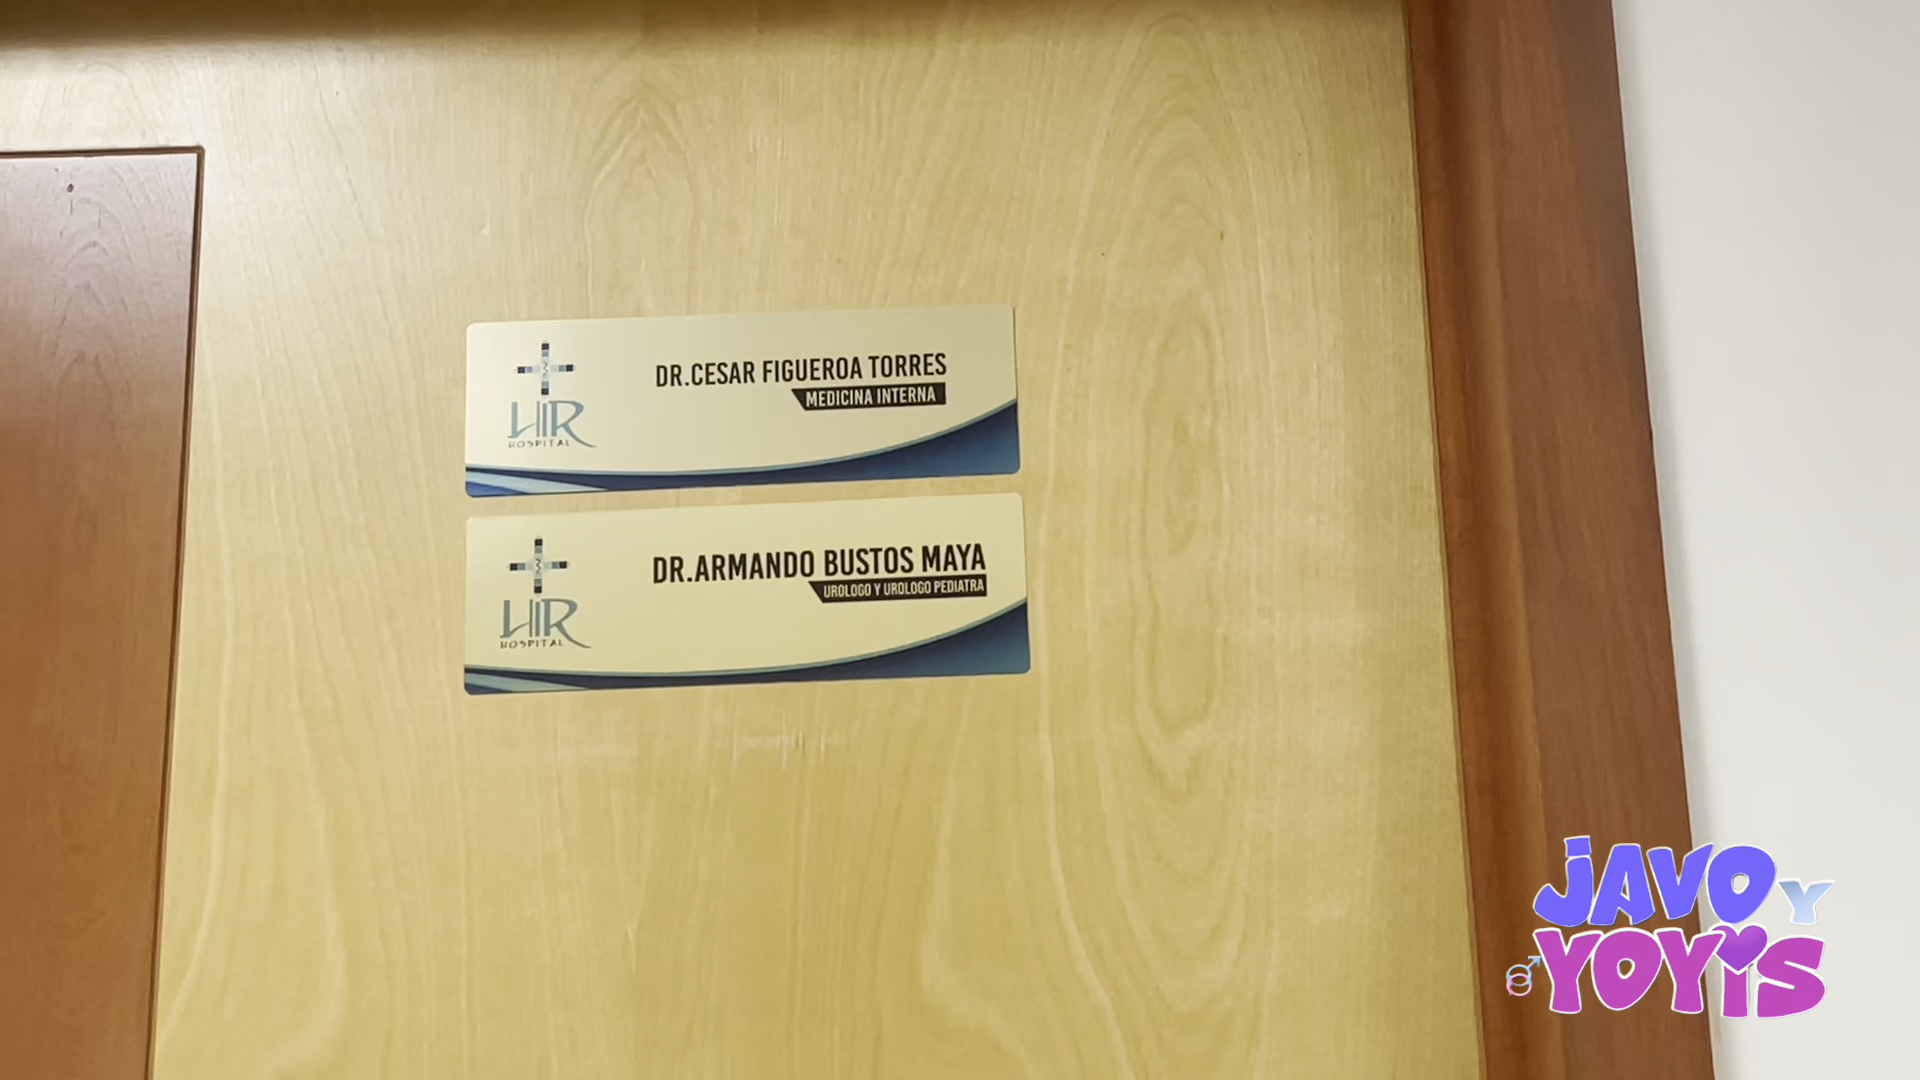 HIR
HOSPITAL
DR.CESAR FIGUEROA TORRES
MEDICINA INTERNA
HIR
HOSPITAL
DR.ARMANDO BUSTOS MAYA
UROLOGO Y UROLOGO PEDIATRA
JAVO Y
YOYIS